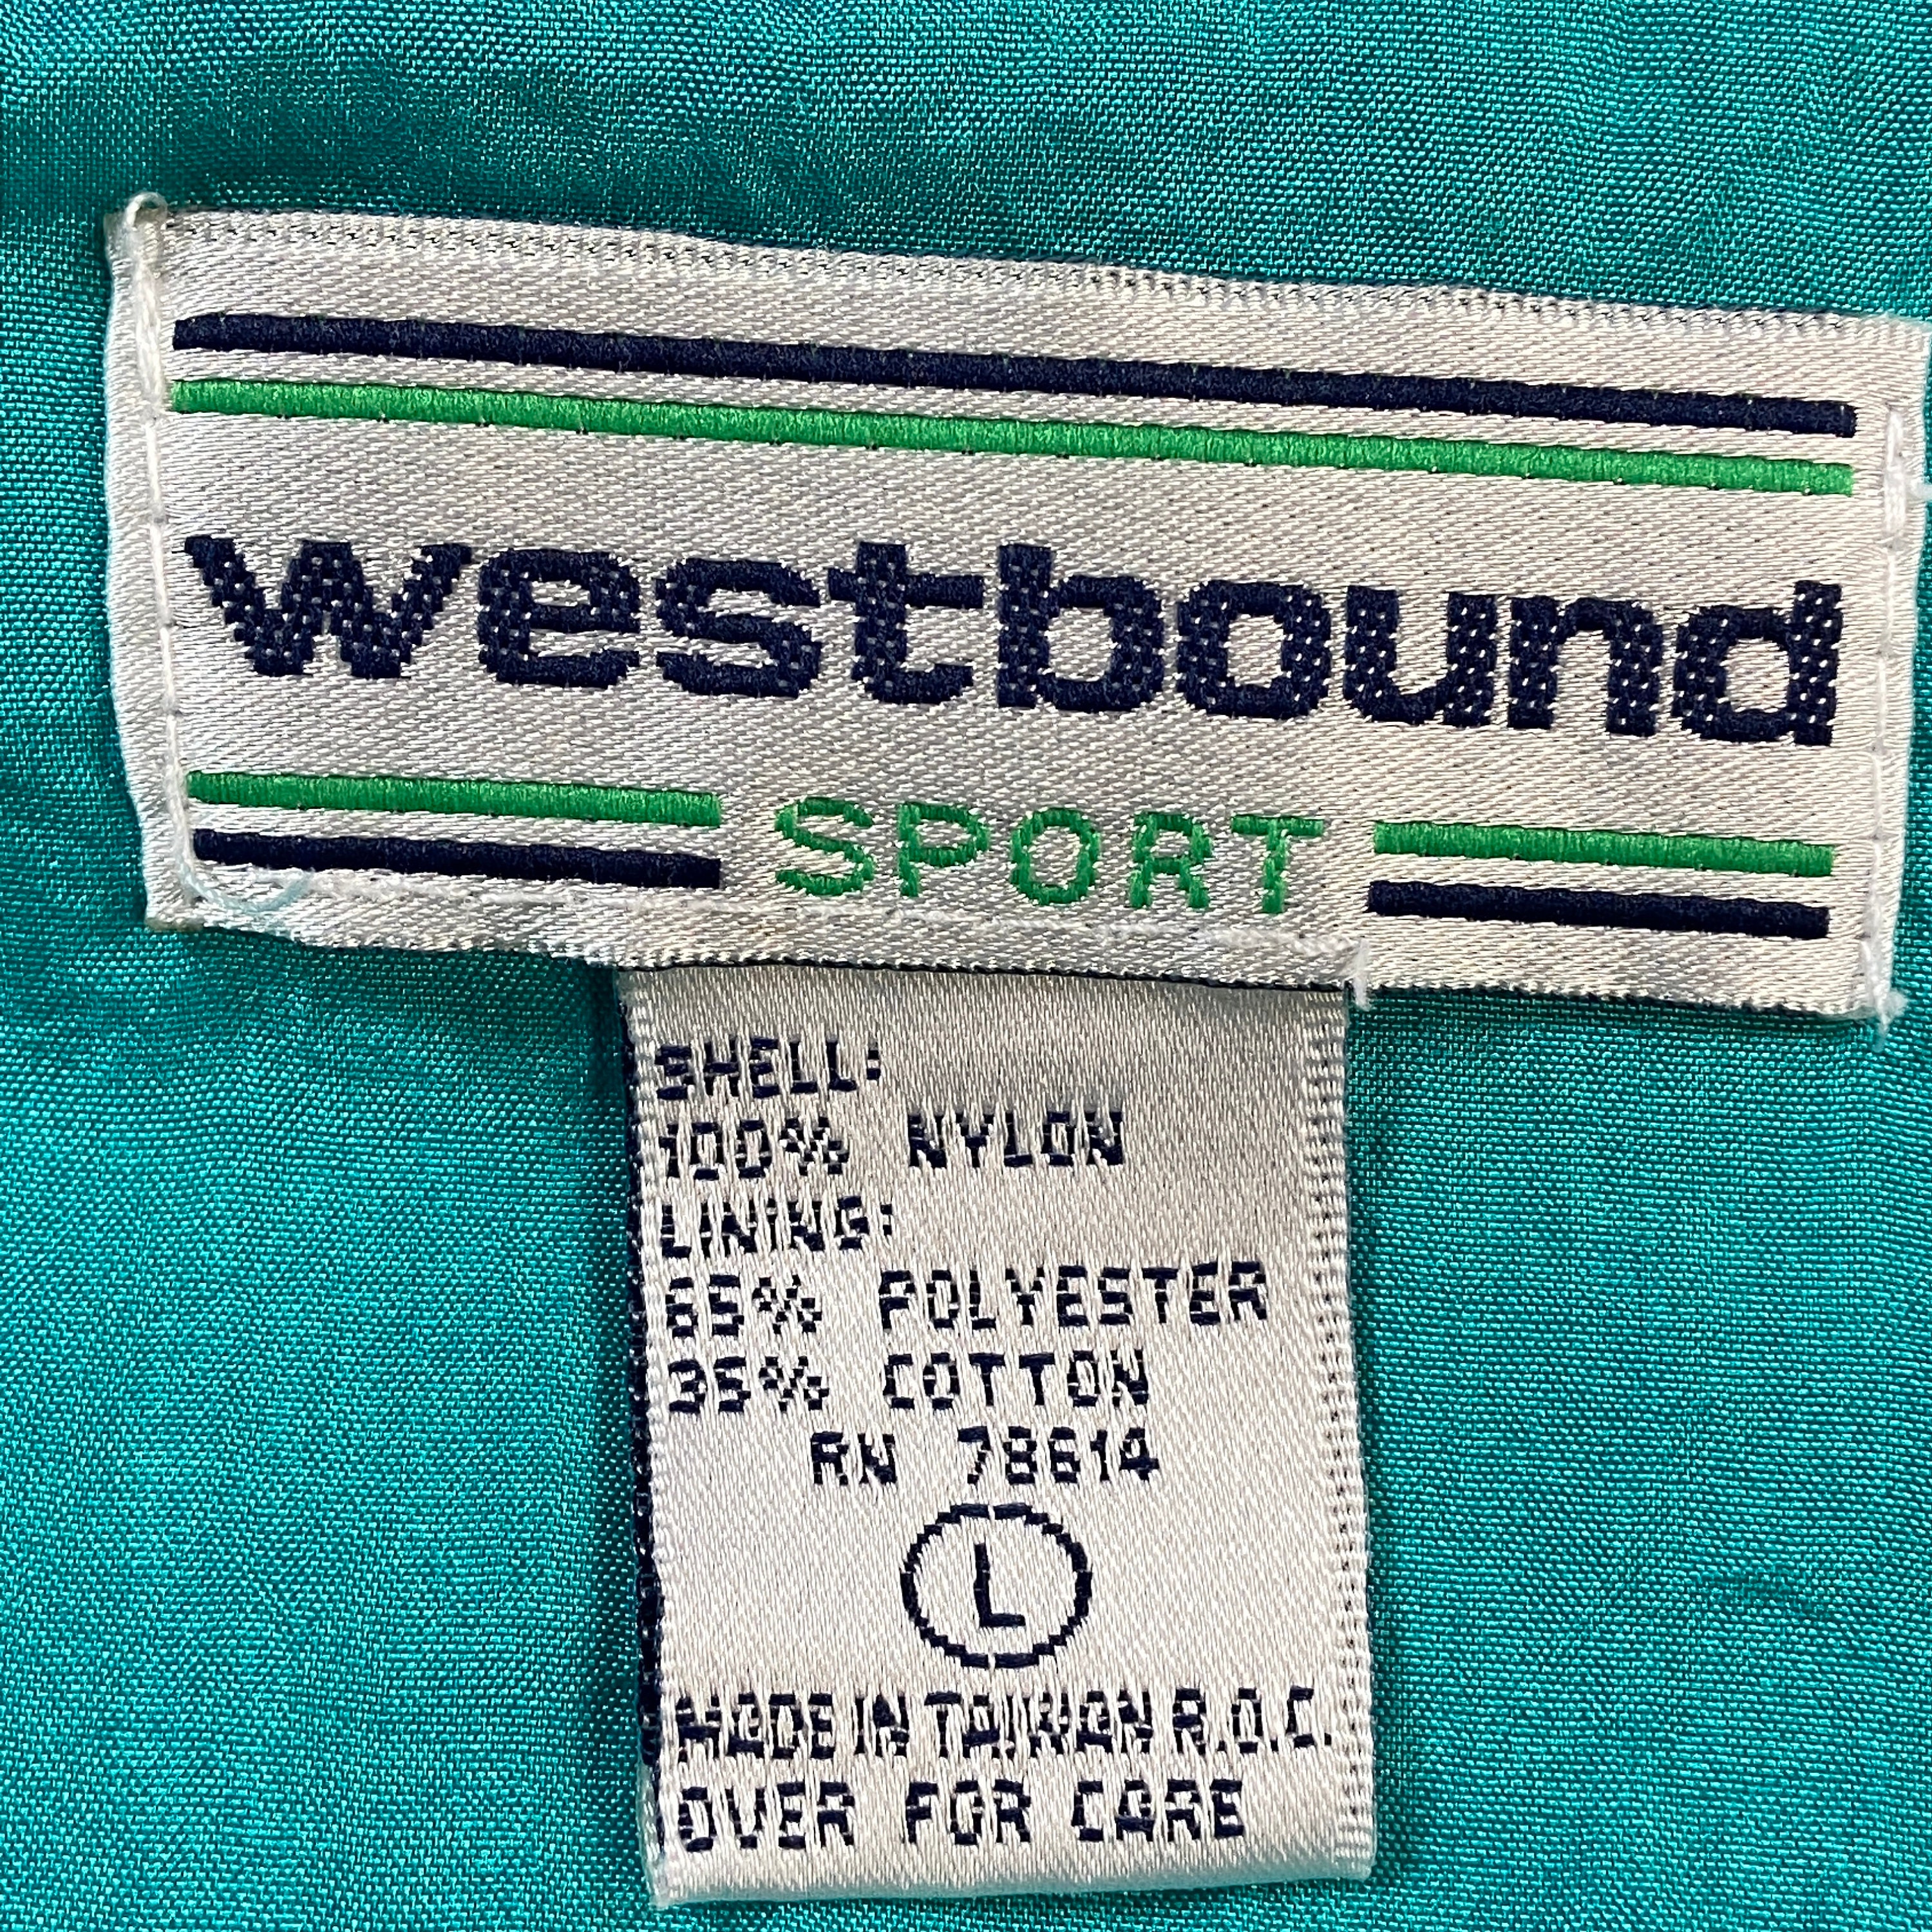 westbound
SPORT
SHELL:
100% NYLON
LINING:
65% POLYESTER
35% COTTON
RN 78614
L
MADE IN TAIWAN R.O.C.
OVER FOR CARE